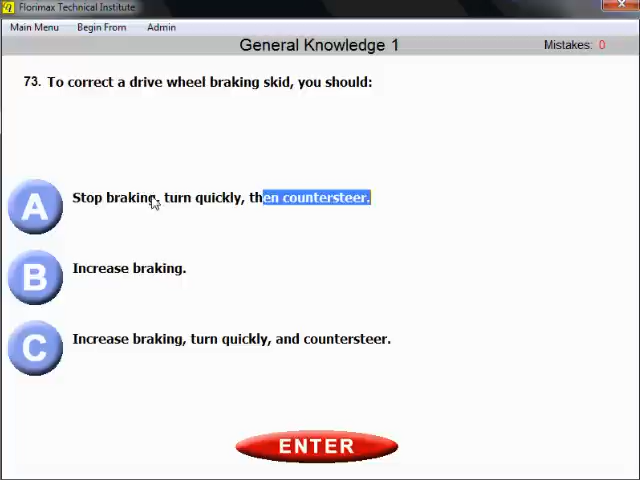 Florimax Technical Institute
Main Menu Begin From Admin
General Knowledge 1 Mistakes: 0
73. To correct a drive wheel braking skid, you should:
A Stop braking, turn quickly, then countersteer.
B Increase braking.
C Increase braking, turn quickly, and countersteer.
ENTER